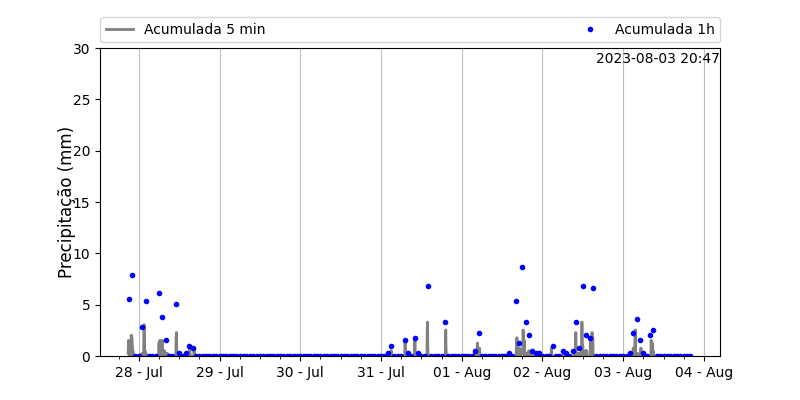 Acumulada 5 min
Acumulada 1h
2023-08-03 20:47
Precipitação (mm)
30
25
20
15
10
5
0
28 - Jul
29 - Jul
30 - Jul
31 - Jul
01 - Aug
02 - Aug
03 - Aug
04 - Aug